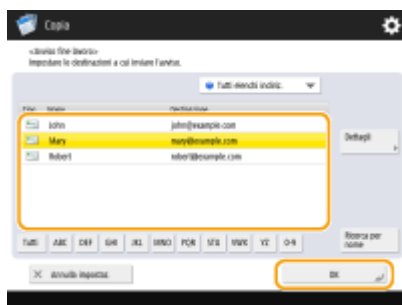 Copia
<Avviso fine lavoro>
Impostare le destinazioni a cui inviare l'avviso.
Tutti elenchi indiriz.
Tipo Nome Destinazione
John john@example.com
Mary mary@example.com
Robert robert@example.com
Dettagli
Tutti ABC DEF GHI JKL MNO PQR STU VWX YZ 0-9
Ricerca per
nome
Annulla impostaz. OK